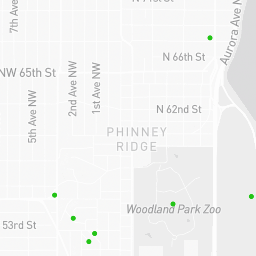 N 71st St
7th Ave NW
Aurora Ave N
N 66th St
NW 65th St
2nd Ave NW
1st Ave NW
5th Ave NW
N 62nd St
PHINNEY
RIDGE
Woodland Park Zoo
53rd St